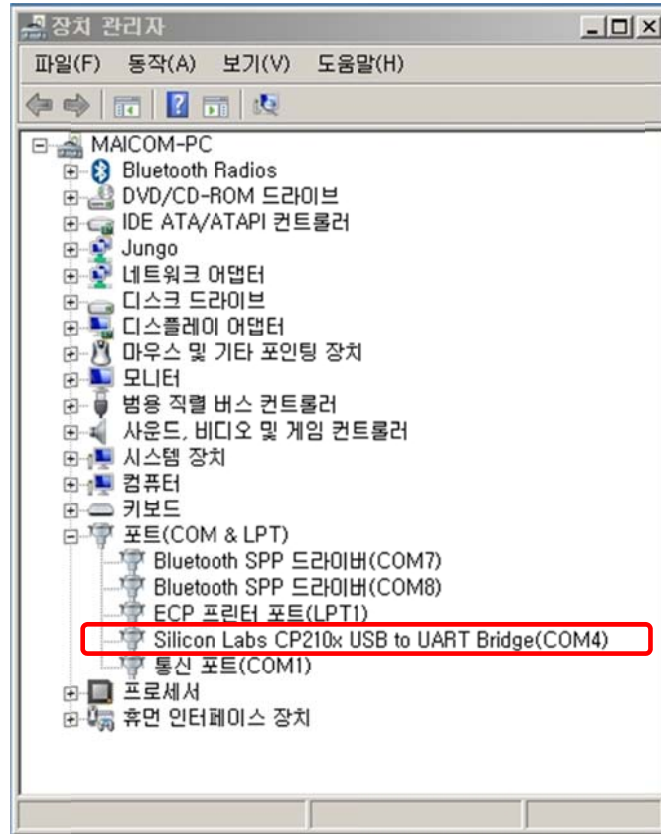 장치 관리자
파일(F) 동작(A) 보기(V) 도움말(H)
MAICOM-PC
Bluetooth Radios
DVD/CD-ROM 드라이브
IDE ATA/ATAPI 컨트롤러
Jungo
네트워크 어댑터
디스크 드라이브
디스플레이 어댑터
마우스 및 기타 포인팅 장치
모니터
범용 직렬 버스 컨트롤러
사운드, 비디오 및 게임 컨트롤러
시스템 장치
컴퓨터
키보드
포트(COM & LPT)
Bluetooth SPP 드라이버(COM7)
Bluetooth SPP 드라이버(COM8)
ECP 프린터 포트(LPT1)
Silicon Labs CP210x USB to UART Bridge(COM4)
통신 포트(COM1)
프로세서
휴먼 인터페이스 장치